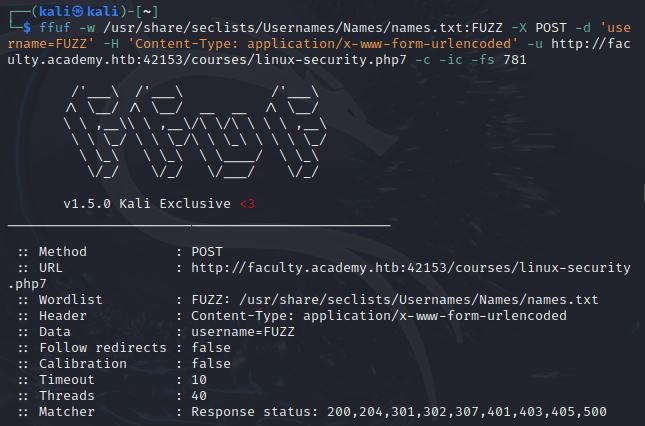 ┌──(kali㉿kali)-[~]
└─$ ffuf -w /usr/share/seclists/Usernames/Names/names.txt:FUZZ -X POST -d 'use
rname=FUZZ' -H 'Content-Type: application/x-www-form-urlencoded' -u http://fac
ulty.academy.htb:42153/courses/linux-security.php7 -c -ic -fs 781
v1.5.0 Kali Exclusive <3
________________________________________________
:: Method : POST
:: URL : http://faculty.academy.htb:42153/courses/linux-security
.php7
:: Wordlist : FUZZ: /usr/share/seclists/Usernames/Names/names.txt
:: Header : Content-Type: application/x-www-form-urlencoded
:: Data : username=FUZZ
:: Follow redirects : false
:: Calibration : false
:: Timeout : 10
:: Threads : 40
:: Matcher : Response status: 200,204,301,302,307,401,403,405,500